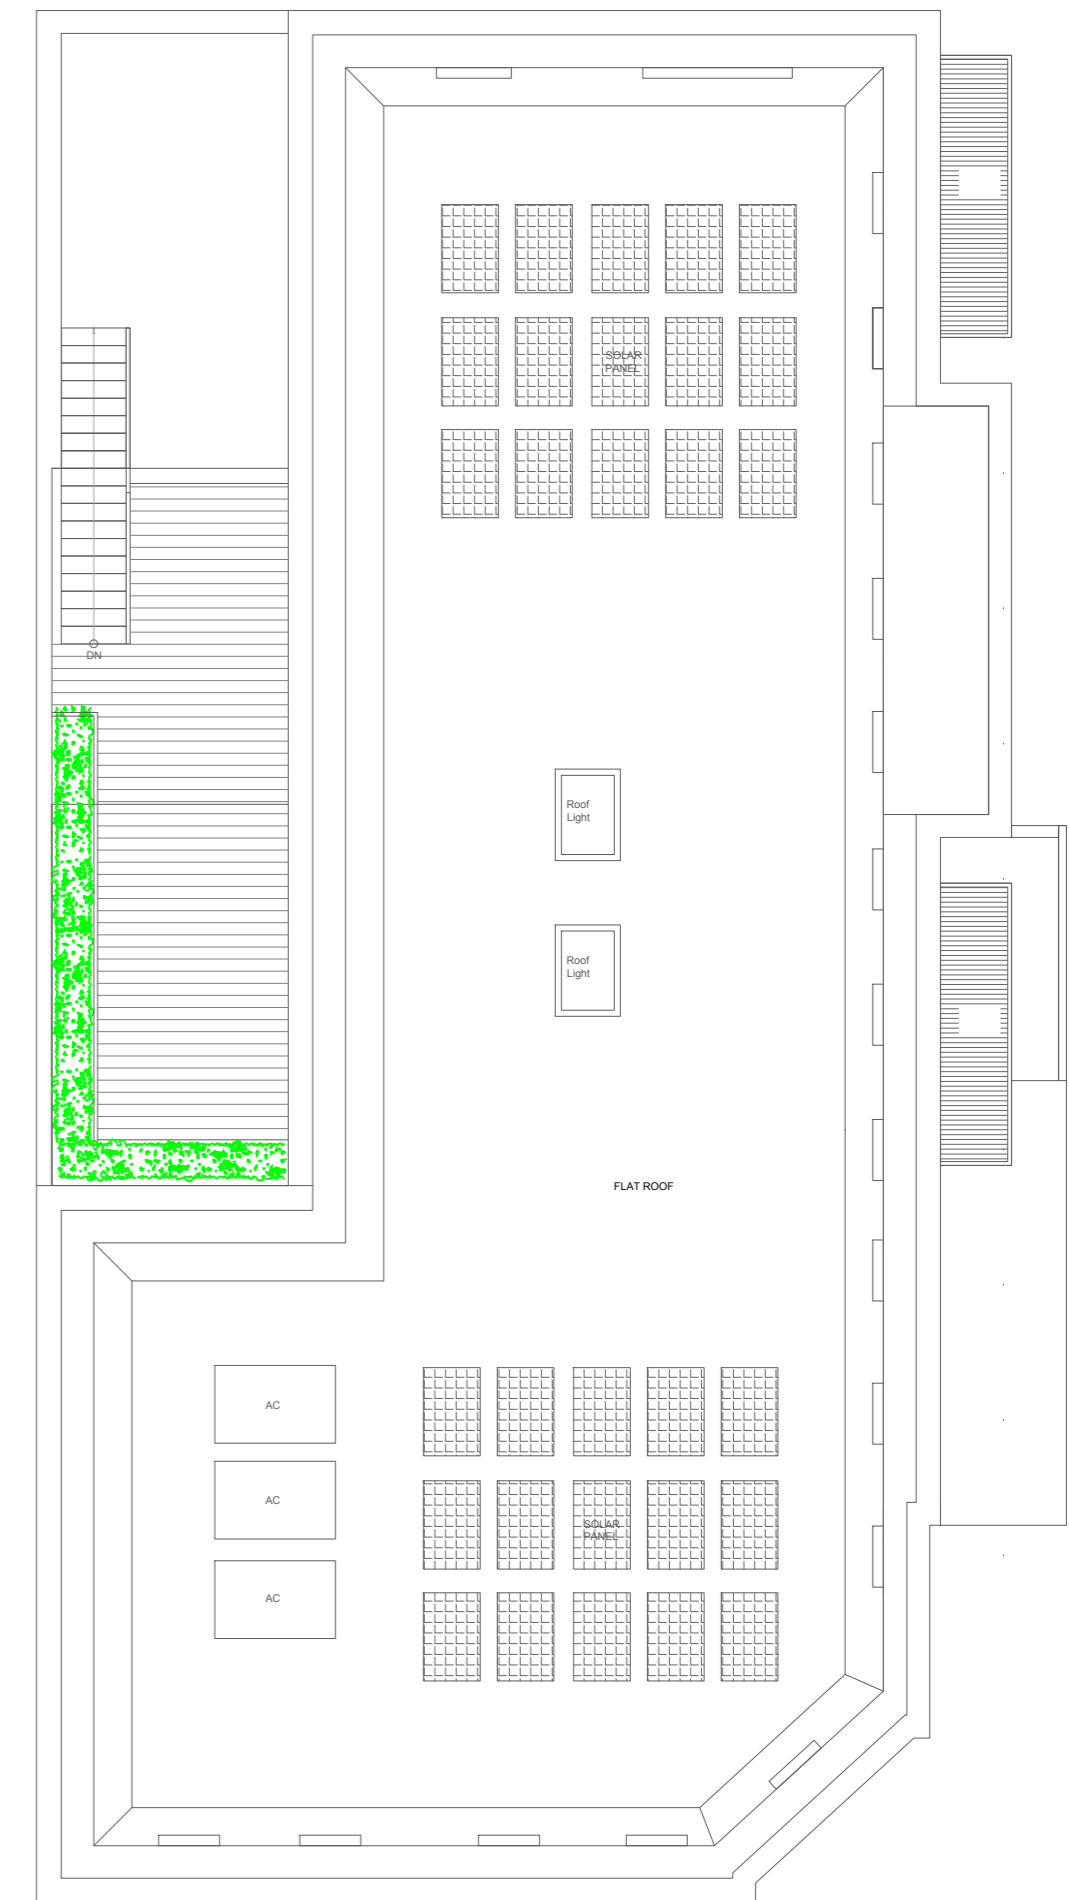 SOLAR
PANEL
DN
Roof
Light
Roof
Light
FLAT ROOF
AC
AC
SOLAR
PANEL
AC